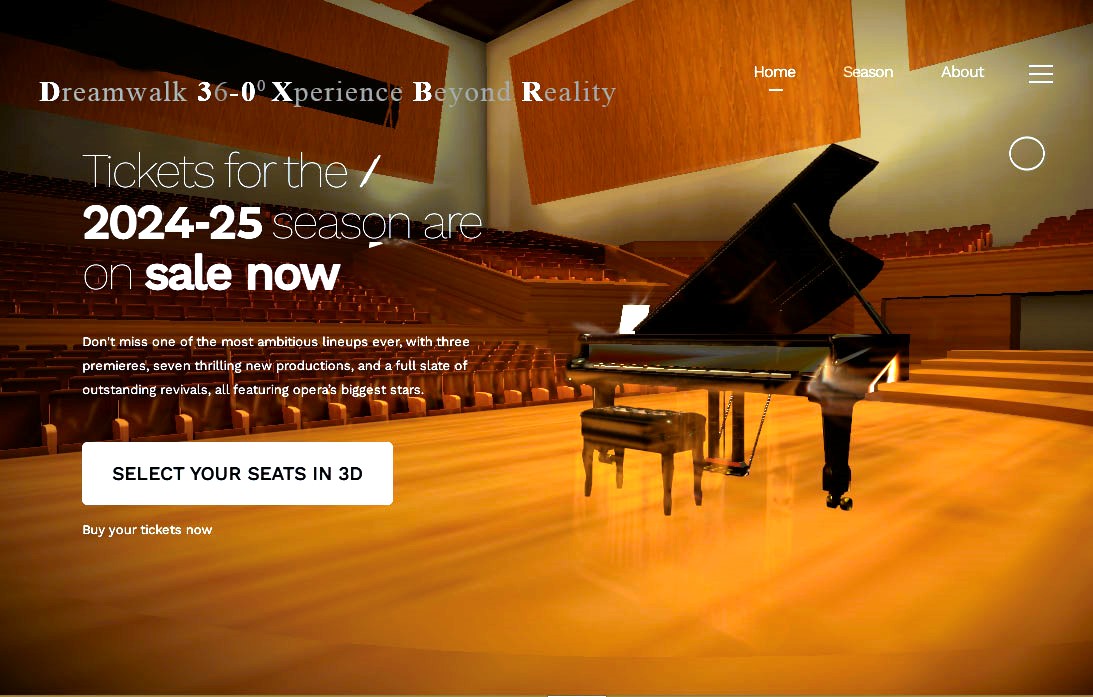 Home
Season
About
Dreamwalk 36-0⁰ Xperience Beyond Reality
Tickets for the
2024-25 season are
on sale now
Don't miss one of the most ambitious lineups ever, with three
premieres, seven thrilling new productions, and a full slate of
outstanding revivals, all featuring opera's biggest stars.
SELECT YOUR SEATS IN 3D
Buy your tickets now